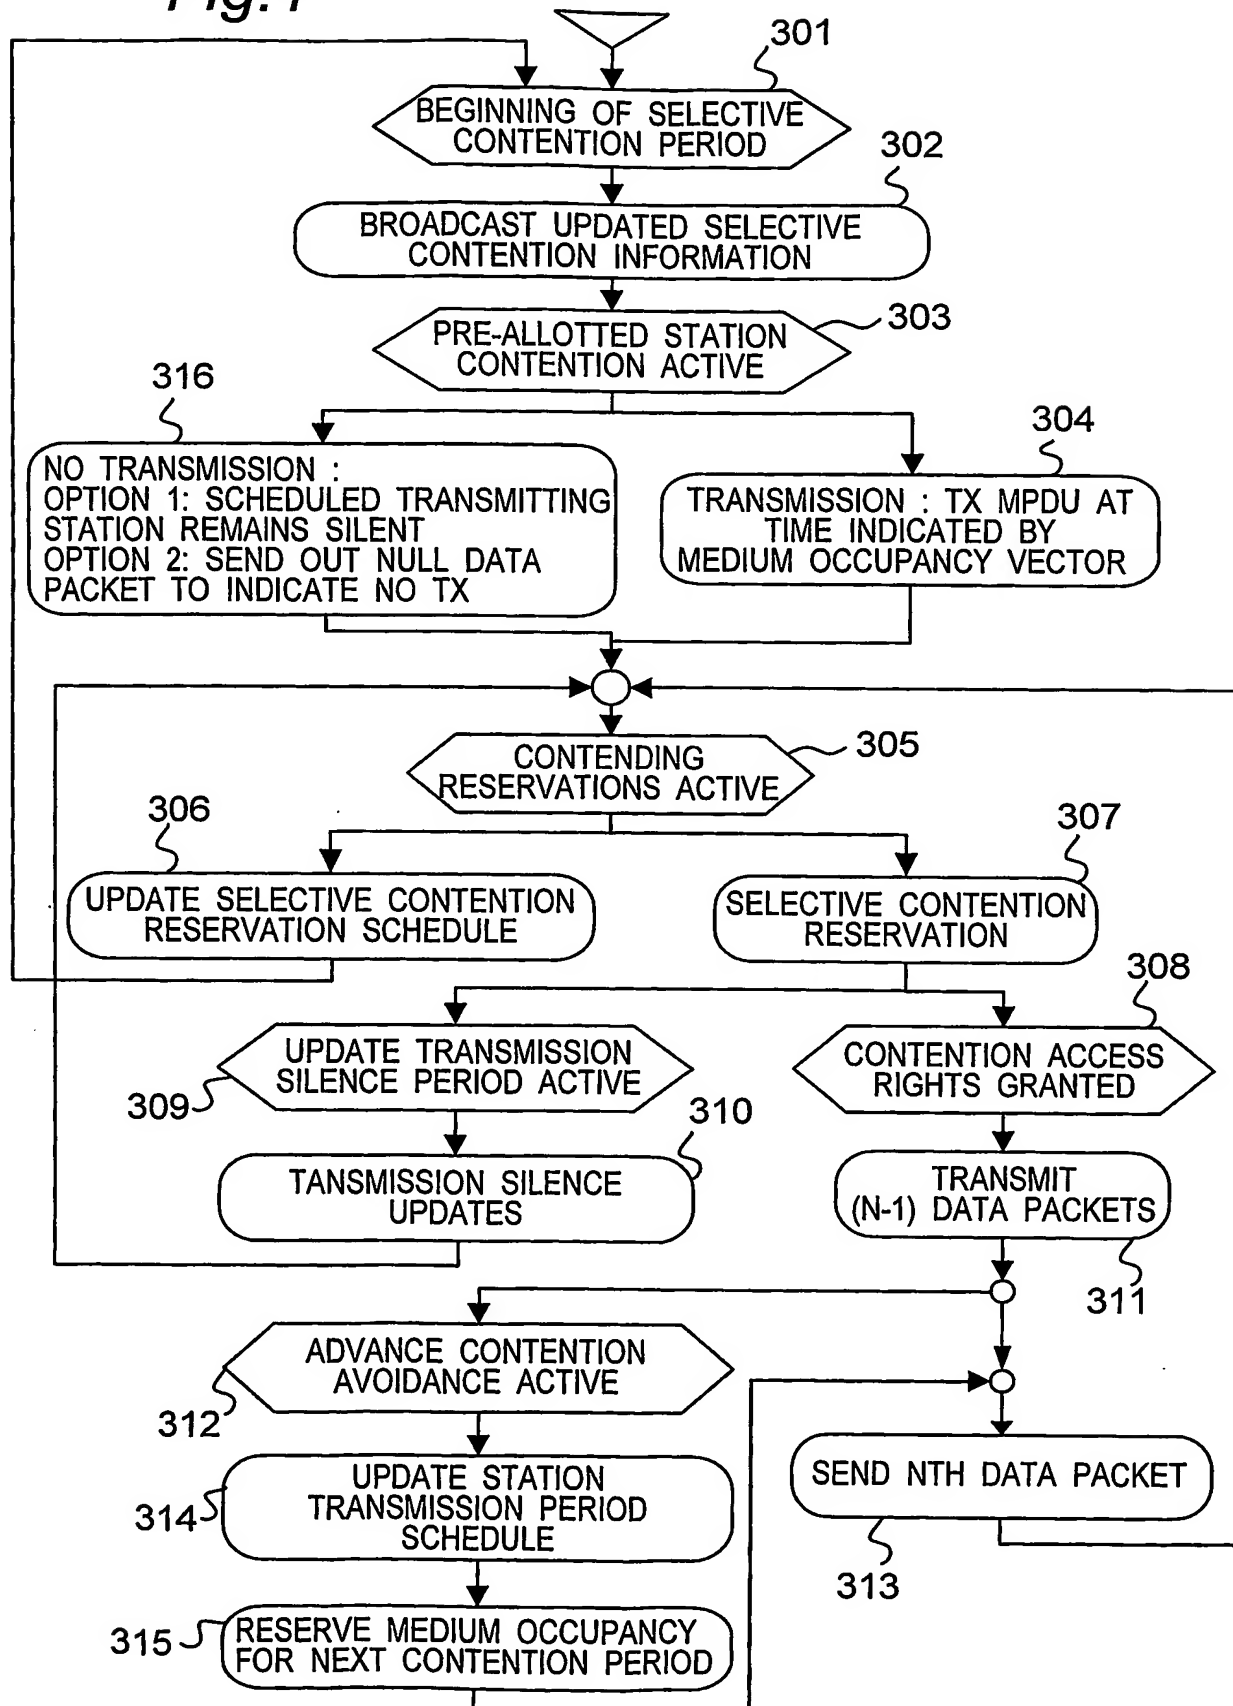 301
BEGINNING OF SELECTIVE
CONTENTION PERIOD
302
BROADCAST UPDATED SELECTIVE
CONTENTION INFORMATION
303
PRE-ALLOTTED STATION
CONTENTION ACTIVE
316
NO TRANSMISSION :
OPTION 1: SCHEDULED TRANSMITTING
STATION REMAINS SILENT
OPTION 2: SEND OUT NULL DATA
PACKET TO INDICATE NO TX
304
TRANSMISSION : TX MPDU AT
TIME INDICATED BY
MEDIUM OCCUPANCY VECTOR
305
CONTENDING
RESERVATIONS ACTIVE
306
UPDATE SELECTIVE CONTENTION
RESERVATION SCHEDULE
307
SELECTIVE CONTENTION
RESERVATION
308
CONTENTION ACCESS
RIGHTS GRANTED
UPDATE TRANSMISSION
SILENCE PERIOD ACTIVE
309
310
TANSMISSION SILENCE
UPDATES
TRANSMIT
(N-1) DATA PACKETS
311
ADVANCE CONTENTION
AVOIDANCE ACTIVE
312
UPDATE STATION
TRANSMISSION PERIOD
SCHEDULE
314
SEND NTH DATA PACKET
313
315
RESERVE MEDIUM OCCUPANCY
FOR NEXT CONTENTION PERIOD